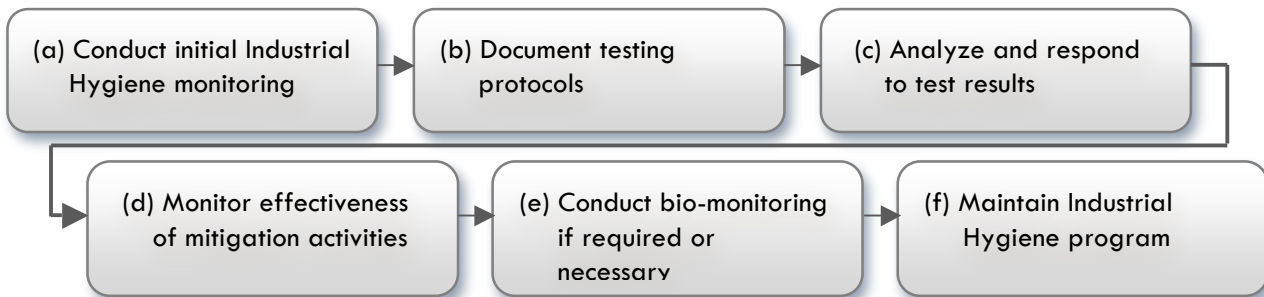 (a) Conduct initial Industrial
Hygiene monitoring
(b) Document testing
protocols
(c) Analyze and respond
to test results
(d) Monitor effectiveness
of mitigation activities
(e) Conduct bio-monitoring
if required or
necessary
(f) Maintain Industrial
Hygiene program